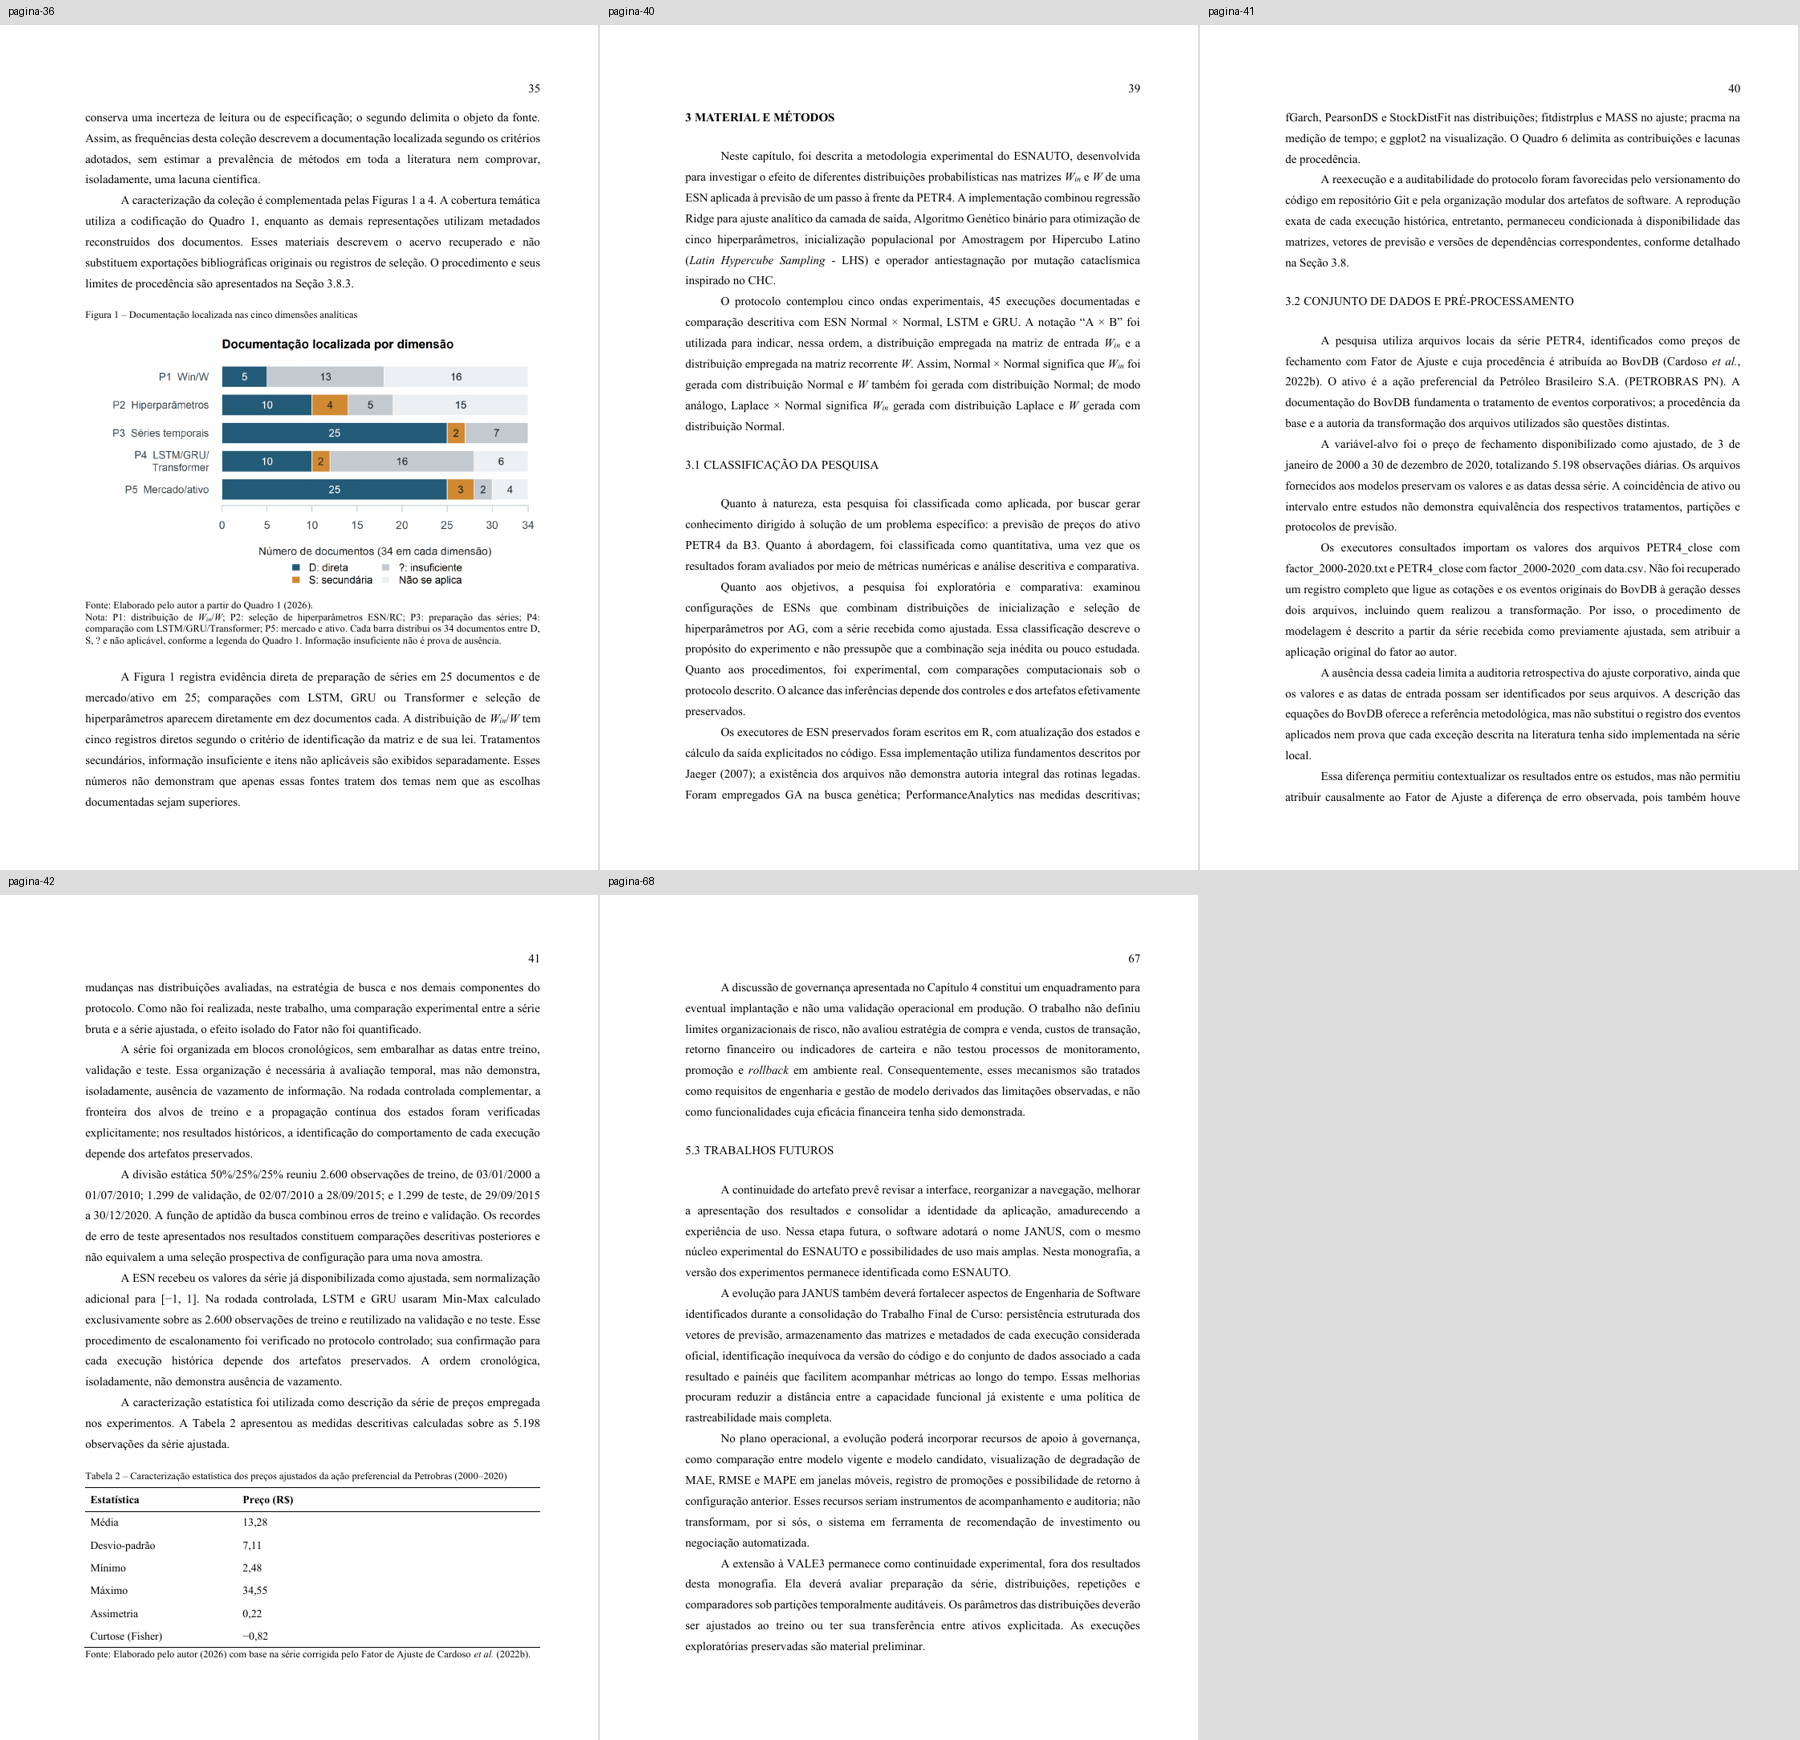 pagina-36
35
conserva uma incerteza de leitura ou de especificação; o segundo delimita o objeto da fonte.
Assim, as frequências desta coleção descrevem a documentação localizada segundo os critérios
adotados, sem estimar a prevalência de métodos em toda a literatura nem comprovar,
isoladamente, uma lacuna científica.
A caracterização da coleção é complementada pelas Figuras 1 a 4. A cobertura temática
utiliza a codificação do Quadro 1, enquanto as demais representações utilizam metadados
reconstruídos dos documentos. Esses materiais descrevem o acervo recuperado e não
substituem exportações bibliográficas originais ou registros de seleção. O procedimento e seus
limites de procedência são apresentados na Seção 3.8.3.
Figura 1 – Documentação localizada nas cinco dimensões analíticas
Documentação localizada por dimensão
P1 Win/W 5 13 16
P2 Hiperparâmetros 10 4 5 15
P3 Séries temporais 25 2 7
P4 LSTM/GRU/
Transformer 10 2 16 6
P5 Mercado/ativo 25 3 2 4
0 5 10 15 20 25 30 34
Número de documentos (34 em cada dimensão)
D: direta ?: insuficiente
S: secundária Não se aplica
Fonte: Elaborado pelo autor a partir do Quadro 1 (2026).
Nota: P1: distribuição de Win/W; P2: seleção de hiperparâmetros ESN/RC; P3: preparação das séries; P4:
comparação com LSTM/GRU/Transformer; P5: mercado e ativo. Cada barra distribui os 34 documentos entre D,
S, ? e não aplicável, conforme a legenda do Quadro 1. Informação insuficiente não é prova de ausência.
A Figura 1 registra evidência direta de preparação de séries em 25 documentos e de
mercado/ativo em 25; comparações com LSTM, GRU ou Transformer e seleção de
hiperparâmetros aparecem diretamente em dez documentos cada. A distribuição de Win/W tem
cinco registros diretos segundo o critério de identificação da matriz e de sua lei. Tratamentos
secundários, informação insuficiente e itens não aplicáveis são exibidos separadamente. Esses
números não demonstram que apenas essas fontes tratem dos temas nem que as escolhas
documentadas sejam superiores.
pagina-40
39
3 MATERIAL E MÉTODOS
Neste capítulo, foi descrita a metodologia experimental do ESNAUTO, desenvolvida
para investigar o efeito de diferentes distribuições probabilísticas nas matrizes Win e W de uma
ESN aplicada à previsão de um passo à frente da PETR4. A implementação combinou regressão
Ridge para ajuste analítico da camada de saída, Algoritmo Genético binário para otimização de
cinco hiperparâmetros, inicialização populacional por Amostragem por Hipercubo Latino
(Latin Hypercube Sampling - LHS) e operador antiestagnação por mutação cataclísmica
inspirado no CHC.
O protocolo contemplou cinco ondas experimentais, 45 execuções documentadas e
comparação descritiva com ESN Normal × Normal, LSTM e GRU. A notação “A × B” foi
utilizada para indicar, nessa ordem, a distribuição empregada na matriz de entrada Win e a
distribuição empregada na matriz recorrente W. Assim, Normal × Normal significa que Win foi
gerada com distribuição Normal e W também foi gerada com distribuição Normal; de modo
análogo, Laplace × Normal significa Win gerada com distribuição Laplace e W gerada com
distribuição Normal.
3.1 CLASSIFICAÇÃO DA PESQUISA
Quanto à natureza, esta pesquisa foi classificada como aplicada, por buscar gerar
conhecimento dirigido à solução de um problema específico: a previsão de preços do ativo
PETR4 da B3. Quanto à abordagem, foi classificada como quantitativa, uma vez que os
resultados foram avaliados por meio de métricas numéricas e análise descritiva e comparativa.
Quanto aos objetivos, a pesquisa foi exploratória e comparativa: examinou
configurações de ESNs que combinam distribuições de inicialização e seleção de
hiperparâmetros por AG, com a série recebida como ajustada. Essa classificação descreve o
propósito do experimento e não pressupõe que a combinação seja inédita ou pouco estudada.
Quanto aos procedimentos, foi experimental, com comparações computacionais sob o
protocolo descrito. O alcance das inferências depende dos controles e dos artefatos efetivamente
preservados.
Os executores de ESN preservados foram escritos em R, com atualização dos estados e
cálculo da saída explicitados no código. Essa implementação utiliza fundamentos descritos por
Jaeger (2007); a existência dos arquivos não demonstra autoria integral das rotinas legadas.
Foram empregados GA na busca genética; PerformanceAnalytics nas medidas descritivas;
pagina-41
40
fGarch, PearsonDS e StockDistFit nas distribuições; fitdistrplus e MASS no ajuste; pracma na
medição de tempo; e ggplot2 na visualização. O Quadro 6 delimita as contribuições e lacunas
de procedência.
A reexecução e a auditabilidade do protocolo foram favorecidas pelo versionamento do
código em repositório Git e pela organização modular dos artefatos de software. A reprodução
exata de cada execução histórica, entretanto, permaneceu condicionada à disponibilidade das
matrizes, vetores de previsão e versões de dependências correspondentes, conforme detalhado
na Seção 3.8.
3.2 CONJUNTO DE DADOS E PRÉ-PROCESSAMENTO
A pesquisa utiliza arquivos locais da série PETR4, identificados como preços de
fechamento com Fator de Ajuste e cuja procedência é atribuída ao BovDB (Cardoso et al.,
2022b). O ativo é a ação preferencial da Petróleo Brasileiro S.A. (PETROBRAS PN). A
documentação do BovDB fundamenta o tratamento de eventos corporativos; a procedência da
base e a autoria da transformação dos arquivos utilizados são questões distintas.
A variável-alvo foi o preço de fechamento disponibilizado como ajustado, de 3 de
janeiro de 2000 a 30 de dezembro de 2020, totalizando 5.198 observações diárias. Os arquivos
fornecidos aos modelos preservam os valores e as datas dessa série. A coincidência de ativo ou
intervalo entre estudos não demonstra equivalência dos respectivos tratamentos, partições e
protocolos de previsão.
Os executores consultados importam os valores dos arquivos PETR4_close com
factor_2000-2020.txt e PETR4_close com factor_2000-2020_com data.csv. Não foi recuperado
um registro completo que ligue as cotações e os eventos originais do BovDB à geração desses
dois arquivos, incluindo quem realizou a transformação. Por isso, o procedimento de
modelagem é descrito a partir da série recebida como previamente ajustada, sem atribuir a
aplicação original do fator ao autor.
A ausência dessa cadeia limita a auditoria retrospectiva do ajuste corporativo, ainda que
os valores e as datas de entrada possam ser identificados por seus arquivos. A descrição das
equações do BovDB oferece a referência metodológica, mas não substitui o registro dos eventos
aplicados nem prova que cada exceção descrita na literatura tenha sido implementada na série
local.
Essa diferença permitiu contextualizar os resultados entre os estudos, mas não permitiu
atribuir causalmente ao Fator de Ajuste a diferença de erro observada, pois também houve
pagina-42
41
mudanças nas distribuições avaliadas, na estratégia de busca e nos demais componentes do
protocolo. Como não foi realizada, neste trabalho, uma comparação experimental entre a série
bruta e a série ajustada, o efeito isolado do Fator não foi quantificado.
A série foi organizada em blocos cronológicos, sem embaralhar as datas entre treino,
validação e teste. Essa organização é necessária à avaliação temporal, mas não demonstra,
isoladamente, ausência de vazamento de informação. Na rodada controlada complementar, a
fronteira dos alvos de treino e a propagação contínua dos estados foram verificadas
explicitamente; nos resultados históricos, a identificação do comportamento de cada execução
depende dos artefatos preservados.
A divisão estática 50%/25%/25% reuniu 2.600 observações de treino, de 03/01/2000 a
01/07/2010; 1.299 de validação, de 02/07/2010 a 28/09/2015; e 1.299 de teste, de 29/09/2015
a 30/12/2020. A função de aptidão da busca combinou erros de treino e validação. Os recordes
de erro de teste apresentados nos resultados constituem comparações descritivas posteriores e
não equivalem a uma seleção prospectiva de configuração para uma nova amostra.
A ESN recebeu os valores da série já disponibilizada como ajustada, sem normalização
adicional para [−1, 1]. Na rodada controlada, LSTM e GRU usaram Min-Max calculado
exclusivamente sobre as 2.600 observações de treino e reutilizado na validação e no teste. Esse
procedimento de escalonamento foi verificado no protocolo controlado; sua confirmação para
cada execução histórica depende dos artefatos preservados. A ordem cronológica,
isoladamente, não demonstra ausência de vazamento.
A caracterização estatística foi utilizada como descrição da série de preços empregada
nos experimentos. A Tabela 2 apresentou as medidas descritivas calculadas sobre as 5.198
observações da série ajustada.
Tabela 2 – Caracterização estatística dos preços ajustados da ação preferencial da Petrobras (2000–2020)
Estatística Preço (R$)
Média 13,28
Desvio-padrão 7,11
Mínimo 2,48
Máximo 34,55
Assimetria 0,22
Curtose (Fisher) −0,82
Fonte: Elaborado pelo autor (2026) com base na série corrigida pelo Fator de Ajuste de Cardoso et al. (2022b).
pagina-68
67
A discussão de governança apresentada no Capítulo 4 constitui um enquadramento para
eventual implantação e não uma validação operacional em produção. O trabalho não definiu
limites organizacionais de risco, não avaliou estratégia de compra e venda, custos de transação,
retorno financeiro ou indicadores de carteira e não testou processos de monitoramento,
promoção e rollback em ambiente real. Consequentemente, esses mecanismos são tratados
como requisitos de engenharia e gestão de modelo derivados das limitações observadas, e não
como funcionalidades cuja eficácia financeira tenha sido demonstrada.
5.3 TRABALHOS FUTUROS
A continuidade do artefato prevê revisar a interface, reorganizar a navegação, melhorar
a apresentação dos resultados e consolidar a identidade da aplicação, amadurecendo a
experiência de uso. Nessa etapa futura, o software adotará o nome JANUS, com o mesmo
núcleo experimental do ESNAUTO e possibilidades de uso mais amplas. Nesta monografia, a
versão dos experimentos permanece identificada como ESNAUTO.
A evolução para JANUS também deverá fortalecer aspectos de Engenharia de Software
identificados durante a consolidação do Trabalho Final de Curso: persistência estruturada dos
vetores de previsão, armazenamento das matrizes e metadados de cada execução considerada
oficial, identificação inequívoca da versão do código e do conjunto de dados associado a cada
resultado e painéis que facilitem acompanhar métricas ao longo do tempo. Essas melhorias
procuram reduzir a distância entre a capacidade funcional já existente e uma política de
rastreabilidade mais completa.
No plano operacional, a evolução poderá incorporar recursos de apoio à governança,
como comparação entre modelo vigente e modelo candidato, visualização de degradação de
MAE, RMSE e MAPE em janelas móveis, registro de promoções e possibilidade de retorno à
configuração anterior. Esses recursos seriam instrumentos de acompanhamento e auditoria; não
transformam, por si sós, o sistema em ferramenta de recomendação de investimento ou
negociação automatizada.
A extensão à VALE3 permanece como continuidade experimental, fora dos resultados
desta monografia. Ela deverá avaliar preparação da série, distribuições, repetições e
comparadores sob partições temporalmente auditáveis. Os parâmetros das distribuições deverão
ser ajustados ao treino ou ter sua transferência entre ativos explicitada. As execuções
exploratórias preservadas são material preliminar.